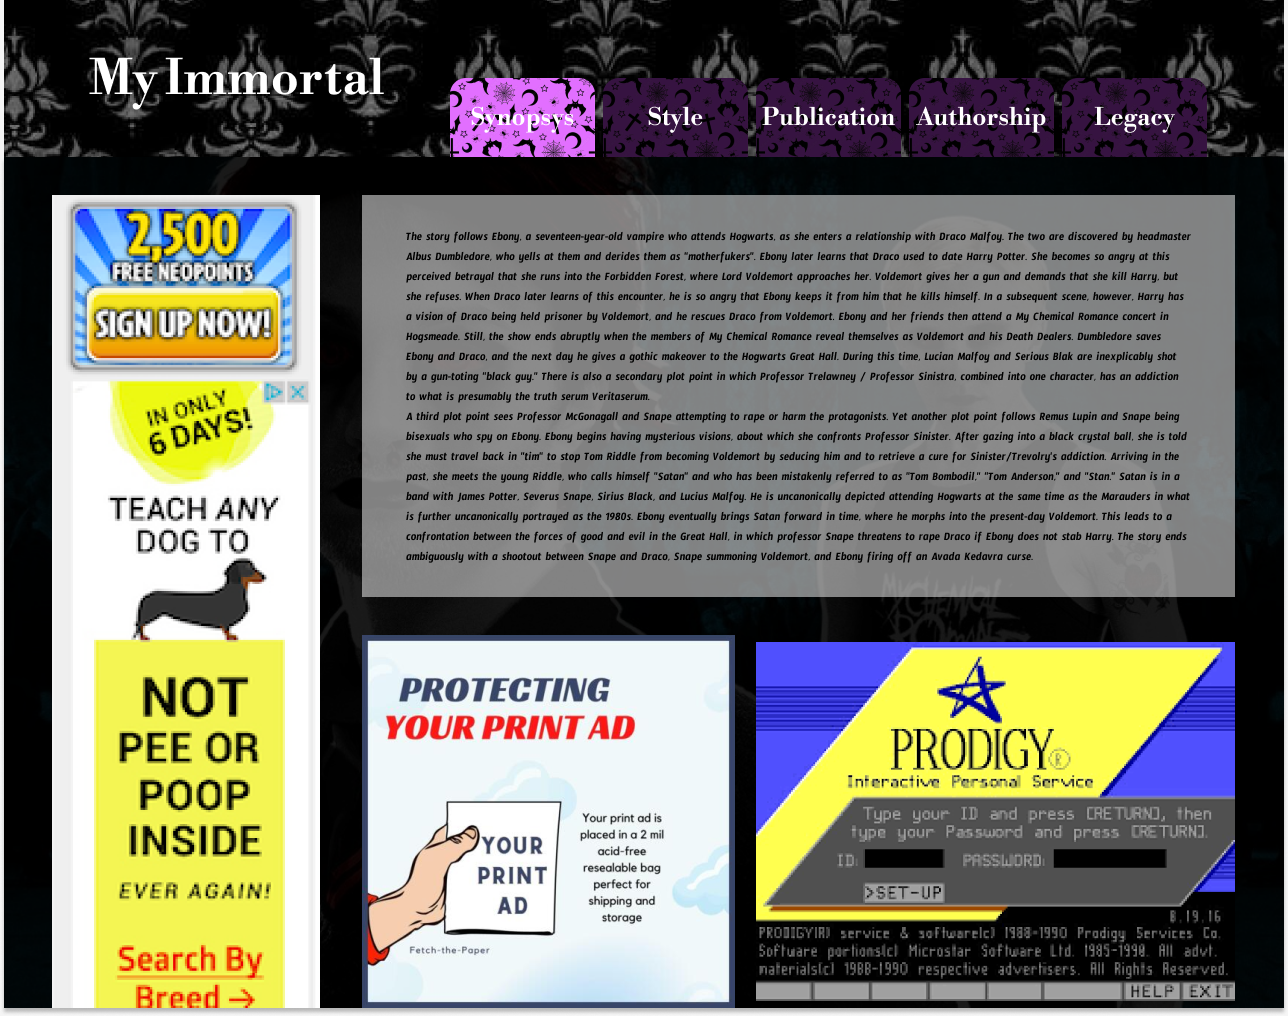 My Immortal
Synopsys
Style
Publication
Authorship
Legacy
2,500
FREE NEOPOINTS
SIGN UP NOW!
IN ONLY
6 DAYS!
TEACH ANY
DOG TO
NOT
PEE OR
POOP
INSIDE
EVER AGAIN!
Search By
Breed →
The story follows Ebony, a seventeen-year-old vampire who attends Hogwarts, as she enters a relationship with Draco Malfoy. The two are discovered by headmaster
Albus Dumbledore, who yells at them and derides them as "motherfukers". Ebony later learns that Draco used to date Harry Potter. She becomes so angry at this
perceived betrayal that she runs into the Forbidden Forest, where Lord Voldemort approaches her. Voldemort gives her a gun and demands that she kill Harry, but
she refuses. When Draco later learns of this encounter, he is so angry that Ebony keeps it from him that he kills himself. In a subsequent scene, however, Harry has
a vision of Draco being held prisoner by Voldemort, and he rescues Draco from Voldemort. Ebony and her friends then attend a My Chemical Romance concert in
Hogsmeade. Still, the show ends abruptly when the members of My Chemical Romance reveal themselves as Voldemort and his Death Dealers. Dumbledore saves
Ebony and Draco, and the next day he gives a gothic makeover to the Hogwarts Great Hall. During this time, Lucian Malfoy and Serious Blak are inexplicably shot
by a gun-toting "black guy." There is also a secondary plot point in which Professor Trelawney / Professor Sinistra, combined into one character, has an addiction
to what is presumably the truth serum Veritaserum.
A third plot point sees Professor McGonagall and Snape attempting to rape or harm the protagonists. Yet another plot point follows Remus Lupin and Snape being
bisexuals who spy on Ebony. Ebony begins having mysterious visions, about which she confronts Professor Sinister. After gazing into a black crystal ball, she is told
she must travel back in "tim" to stop Tom Riddle from becoming Voldemort by seducing him and to retrieve a cure for Sinister/Trevolry's addiction. Arriving in the
past, she meets the young Riddle, who calls himself "Satan" and who has been mistakenly referred to as "Tom Bombodil," "Tom Anderson," and "Stan." Satan is in a
band with James Potter, Severus Snape, Sirius Black, and Lucius Malfoy. He is uncanonically depicted attending Hogwarts at the same time as the Marauders in what
is further uncanonically portrayed as the 1980s. Ebony eventually brings Satan forward in time, where he morphs into the present-day Voldemort. This leads to a
confrontation between the forces of good and evil in the Great Hall, in which professor Snape threatens to rape Draco if Ebony does not stab Harry. The story ends
ambiguously with a shootout between Snape and Draco, Snape summoning Voldemort, and Ebony firing off an Avada Kedavra curse.
MY CHEMICAL
ROMANCE
PROTECTING
YOUR PRINT AD
YOUR
PRINT
AD
Your print ad is
placed in a 2 mil
acid-free
resealable bag
perfect for
shipping and
storage
Fetch-the-Paper
PRODIGY®
Interactive Personal Service
Type your ID and press [RETURN], then
type your Password and press [RETURN].
ID: PASSWORD:
>SET-UP
8.19.16
PRODIGY(R) service & software(c) 1988-1990 Prodigy Services Co.
Software portions(c) Microstar Software Ltd. 1985-1990. All advt.
materials(c) 1988-1990 respective advertisers. All Rights Reserved.
HELP EXIT